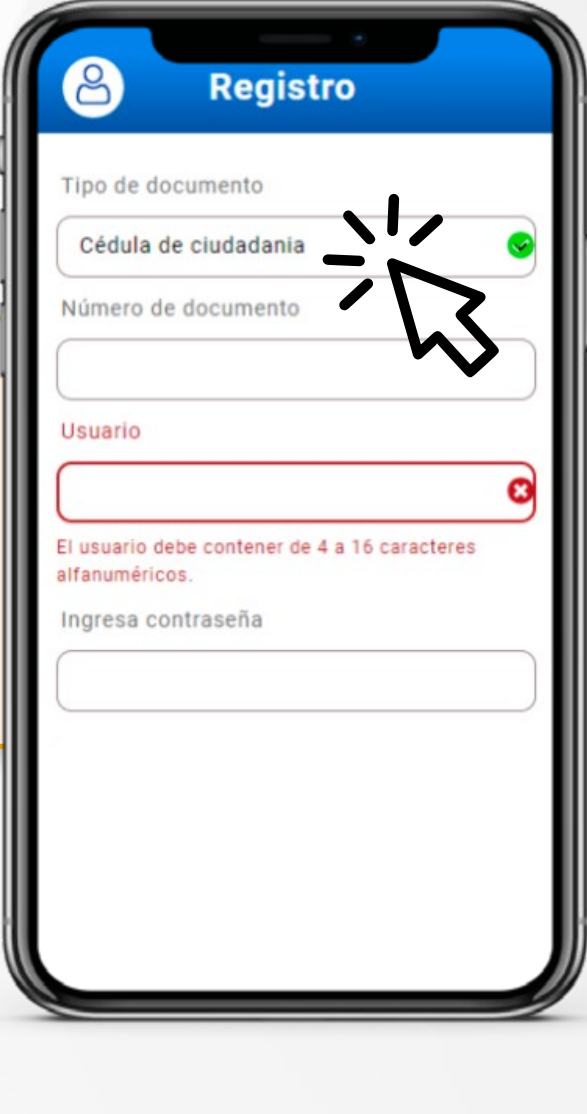 Registro
Tipo de documento
Cédula de ciudadania
Número de documento
Usuario
El usuario debe contener de 4 a 16 caracteres
alfanuméricos.
Ingresa contraseña